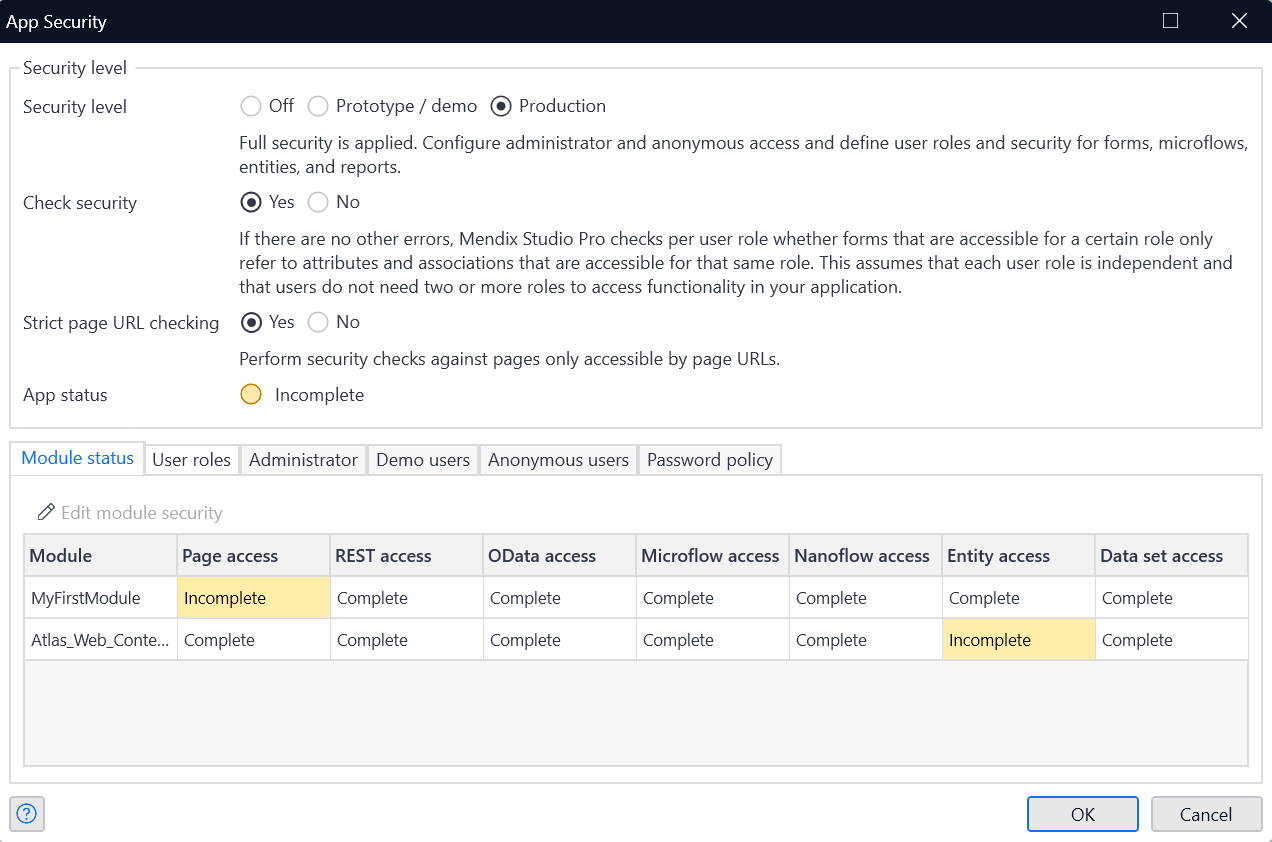 App Security
Security level
Security level Off Prototype / demo Production
Full security is applied. Configure administrator and anonymous access and define user roles and security for forms, microflows,
entities, and reports.
Check security Yes No
If there are no other errors, Mendix Studio Pro checks per user role whether forms that are accessible for a certain role only
refer to attributes and associations that are accessible for that same role. This assumes that each user role is independent and
that users do not need two or more roles to access functionality in your application.
Strict page URL checking Yes No
Perform security checks against pages only accessible by page URLs.
App status Incomplete
Module status User roles Administrator Demo users Anonymous users Password policy
Edit module security
Module Page access REST access OData access Microflow access Nanoflow access Entity access Data set access
MyFirstModule Incomplete Complete Complete Complete Complete Complete Complete
Atlas_Web_Conte... Complete Complete Complete Complete Complete Incomplete Complete
? OK Cancel